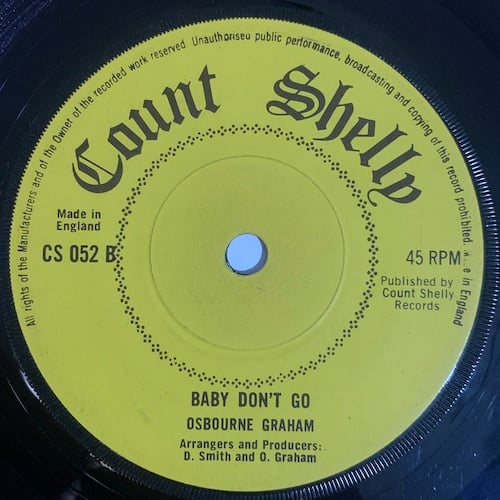 All rights of the Manufacturers and of the Owner of the recorded work reserved. Unauthorised public performance, broadcasting and copying of this record prohibited. in England
Count Shelly
Made in
England
CS 052 B
45 RPM
Published by
Count Shelly
Records
BABY DON'T GO
OSBOURNE GRAHAM
Arrangers and Producers:
D. Smith and O. Graham